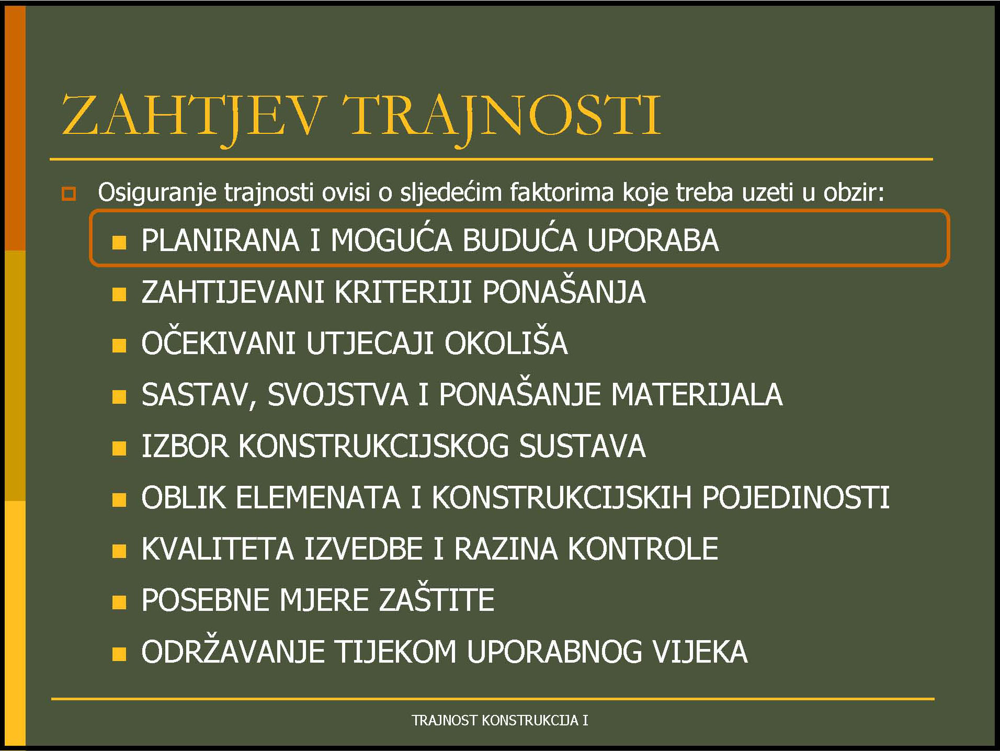 ZAHTJEV TRAJNOSTI
Osiguranje trajnosti ovisi o sljedećim faktorima koje treba uzeti u obzir:
PLANIRANA I MOGUĆA BUDUĆA UPORABA
ZAHTIJEVANI KRITERIJI PONAŠANJA
OČEKIVANI UTJECAJI OKOLIŠA
SASTAV, SVOJSTVA I PONAŠANJE MATERIJALA
IZBOR KONSTRUKCIJSKOG SUSTAVA
OBLIK ELEMENATA I KONSTRUKCIJSKIH POJEDINOSTI
KVALITETA IZVEDBE I RAZINA KONTROLE
POSEBNE MJERE ZAŠTITE
ODRŽAVANJE TIJEKOM UPORABNOG VIJEKA
TRAJNOST KONSTRUKCIJA I